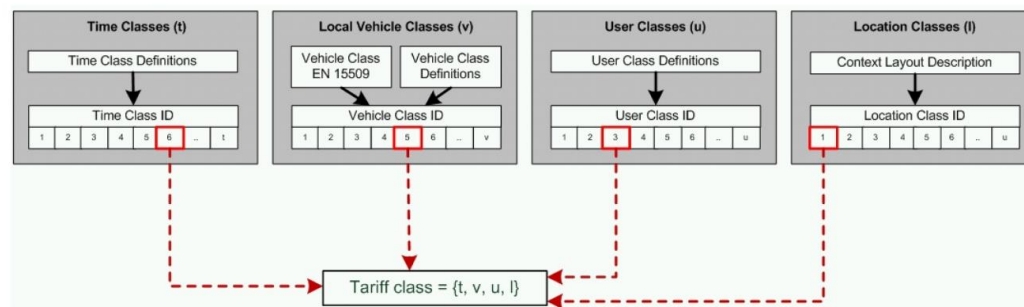 Time Classes (t)
Time Class Definitions
Time Class ID
1 2 3 4 5 6 .. t
Local Vehicle Classes (v)
Vehicle Class
EN 15509
Vehicle Class
Definitions
Vehicle Class ID
1 2 3 4 5 6 .. v
User Classes (u)
User Class Definitions
User Class ID
1 2 3 4 5 6 .. u
Location Classes (l)
Context Layout Description
Location Class ID
1 2 3 4 5 6 .. u
Tariff class = {t, v, u, l}